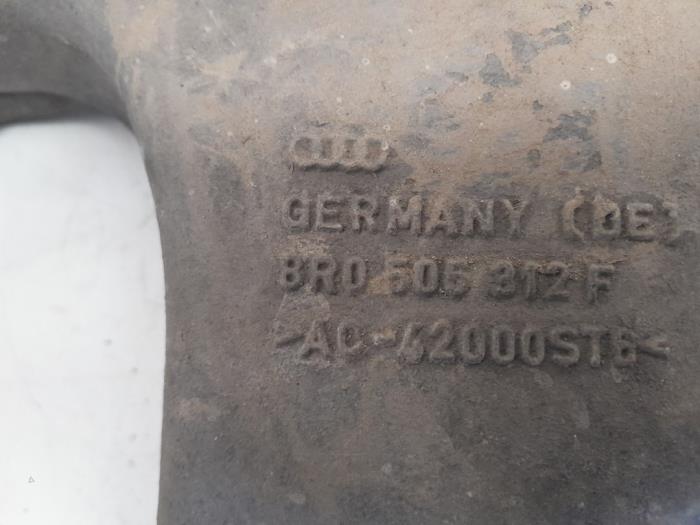 GERMANY (DE)
8R0 505 312 F
>AC-42000ST6<